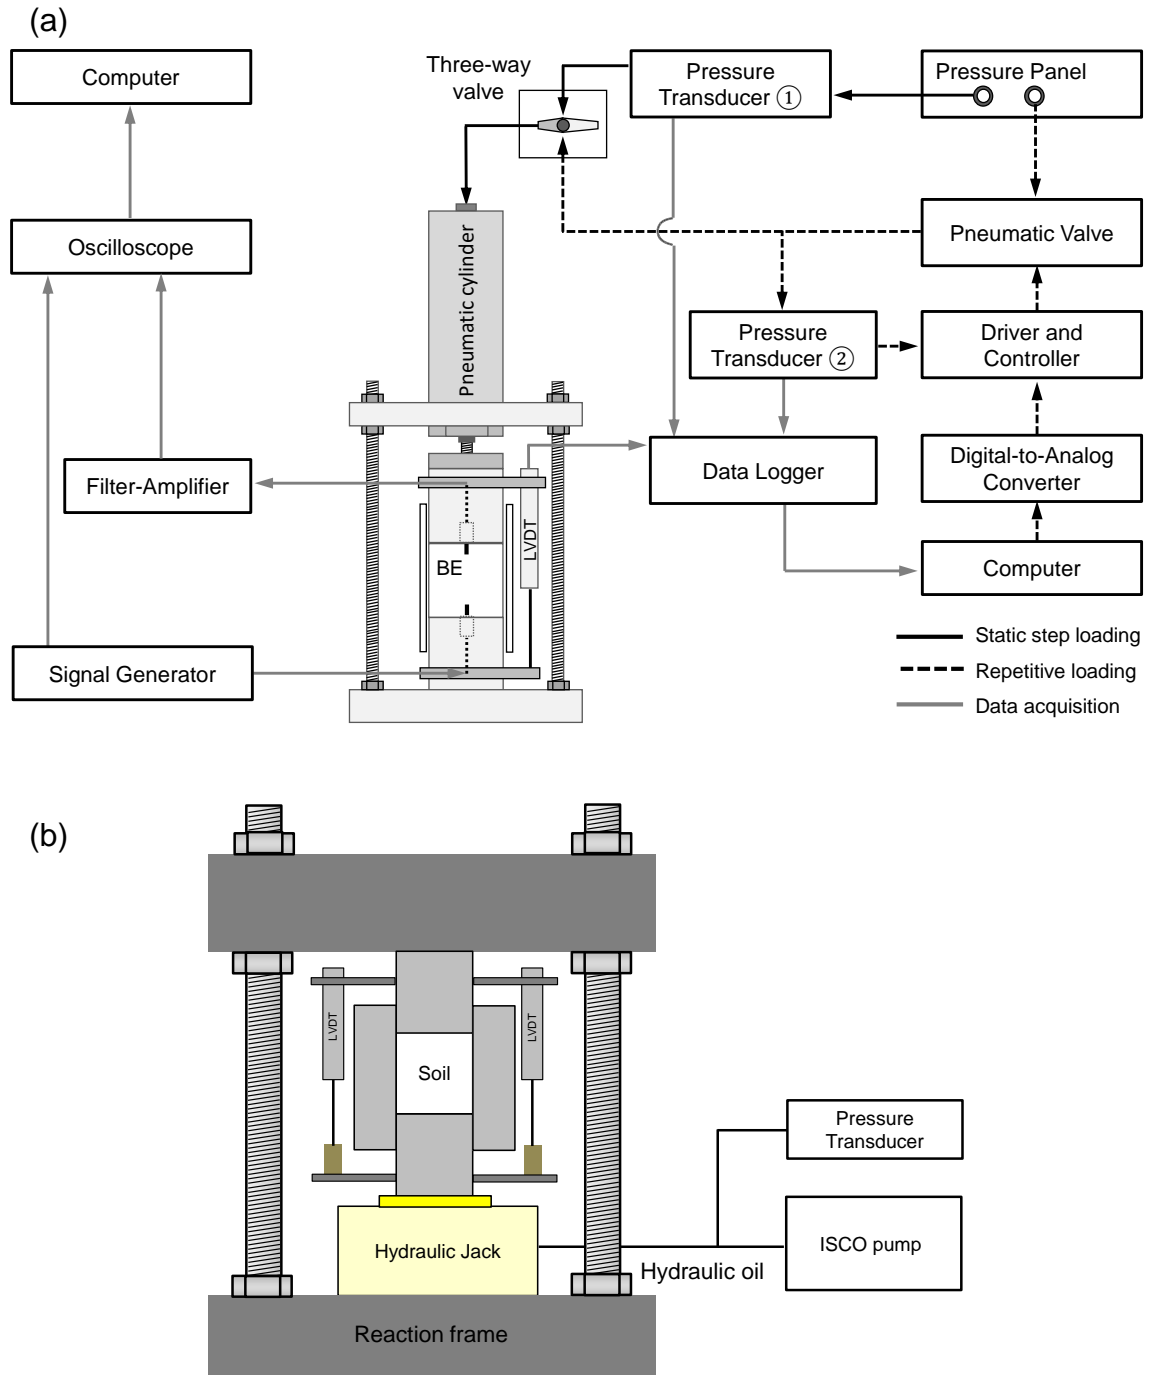 (a)
Computer
Three-way
valve
Pressure
Transducer ①
Pressure Panel
Oscilloscope
Pneumatic cylinder
Pneumatic Valve
Pressure
Transducer ②
Driver and
Controller
Filter-Amplifier
LVDT
Data Logger
Digital-to-Analog
Converter
BE
Computer
Signal Generator
Static step loading
Repetitive loading
Data acquisition
(b)
LVDT
LVDT
Soil
Pressure
Transducer
Hydraulic Jack
ISCO pump
Hydraulic oil
Reaction frame